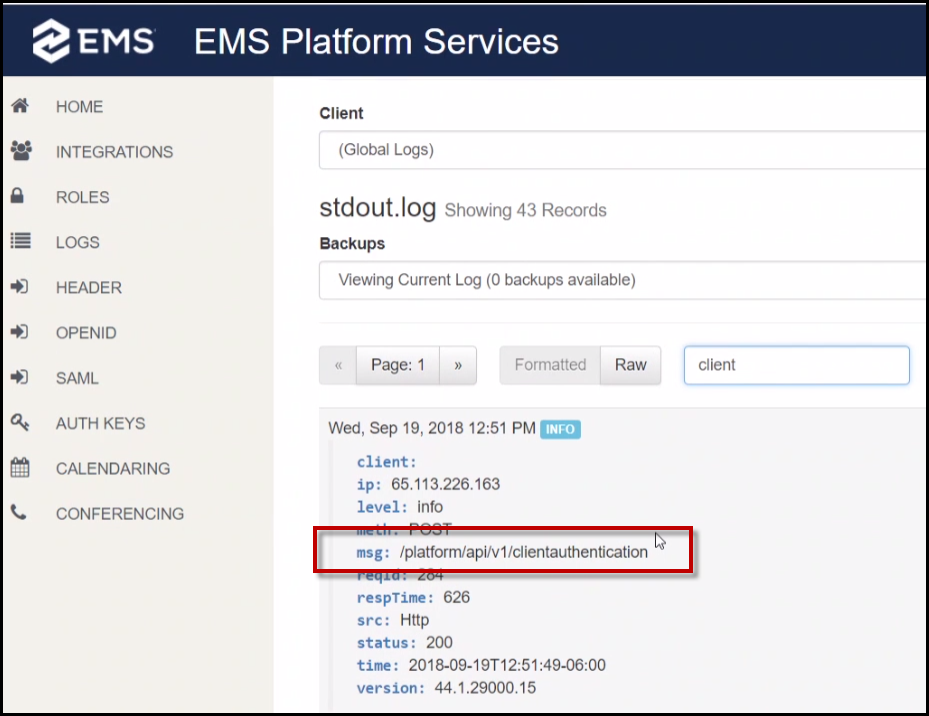 EMS EMS Platform Services
HOME
INTEGRATIONS
ROLES
LOGS
HEADER
OPENID
SAML
AUTH KEYS
CALENDARING
CONFERENCING
Client
(Global Logs)
stdout.log Showing 43 Records
Backups
Viewing Current Log (0 backups available)
« Page: 1 » Formatted Raw client
Wed, Sep 19, 2018 12:51 PM INFO
client:
ip: 65.113.226.163
level: info
meth: POST
msg: /platform/api/v1/clientauthentication
reqId: 284
respTime: 626
src: Http
status: 200
time: 2018-09-19T12:51:49-06:00
version: 44.1.29000.15